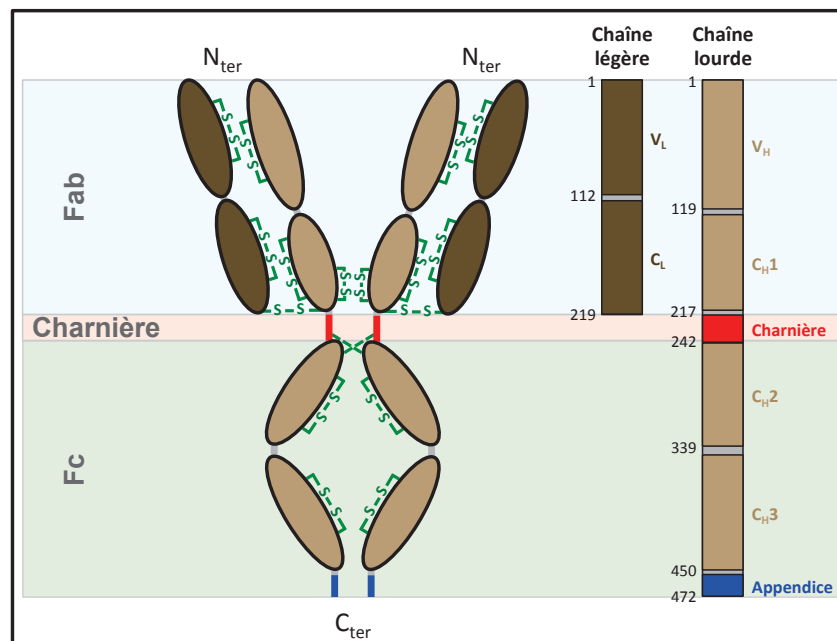 Chaîne légère
Chaîne lourde
Nter
Nter
1
1
Fab
S S
S S
S S
S S
VL
VH
112
119
S S
S S
S S
S S
S S
S S
S S
S S
CL
CH1
217
219
Charnière
Charnière
242
S S
S S
CH2
339
Fc
S S
S S
CH3
450
Appendice
472
Cter